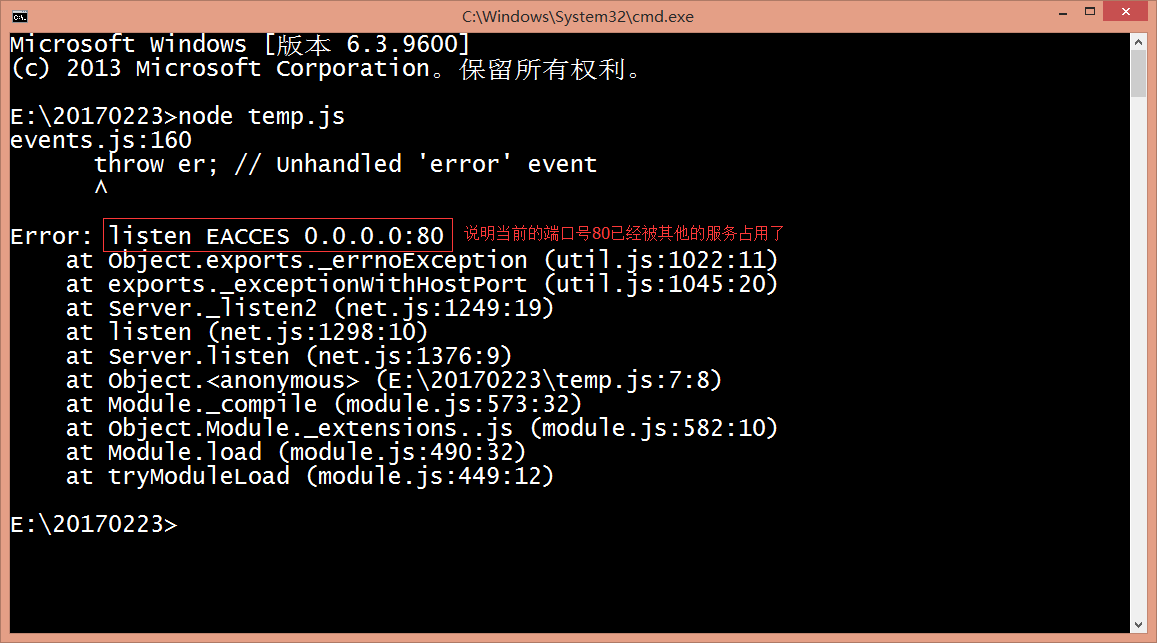 C:\Windows\System32\cmd.exe
Microsoft Windows [版本 6.3.9600]
(c) 2013 Microsoft Corporation。保留所有权利。
E:\20170223>node temp.js
events.js:160
throw er; // Unhandled 'error' event
^
Error: listen EACCES 0.0.0.0:80 说明当前的端口号80已经被其他的服务占用了
at Object.exports._errnoException (util.js:1022:11)
at exports._exceptionWithHostPort (util.js:1045:20)
at Server._listen2 (net.js:1249:19)
at listen (net.js:1298:10)
at Server.listen (net.js:1376:9)
at Object.<anonymous> (E:\20170223\temp.js:7:8)
at Module._compile (module.js:573:32)
at Object.Module._extensions..js (module.js:582:10)
at Module.load (module.js:490:32)
at tryModuleLoad (module.js:449:12)
E:\20170223>